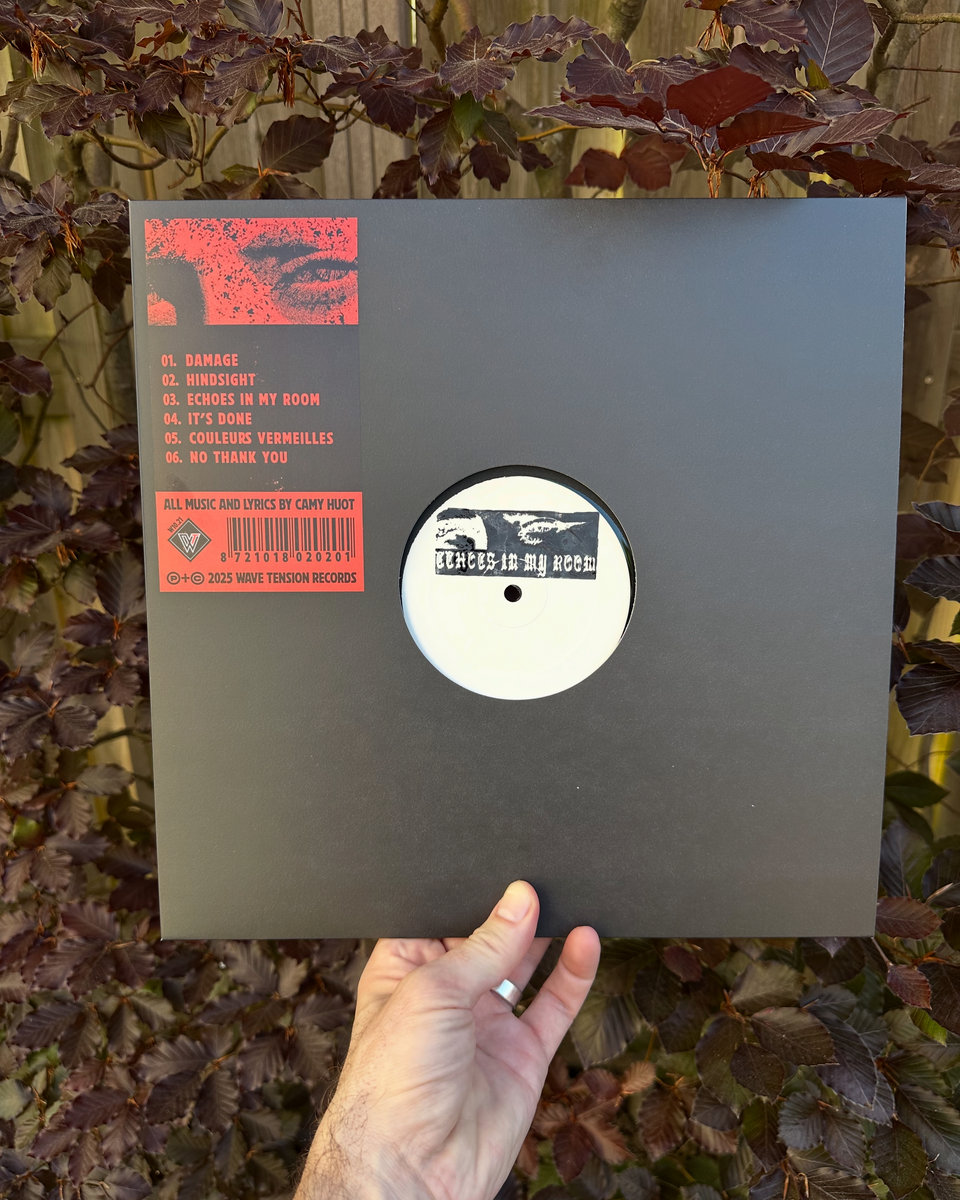 01. DAMAGE
02. HINDSIGHT
03. ECHOES IN MY ROOM
04. IT'S DONE
05. COULEURS VERMEILLES
06. NO THANK YOU
ALL MUSIC AND LYRICS BY CAMY HUOT
W
8 721018 020201
Ⓟ+© 2025 WAVE TENSION RECORDS
ECHOES IN MY ROOM